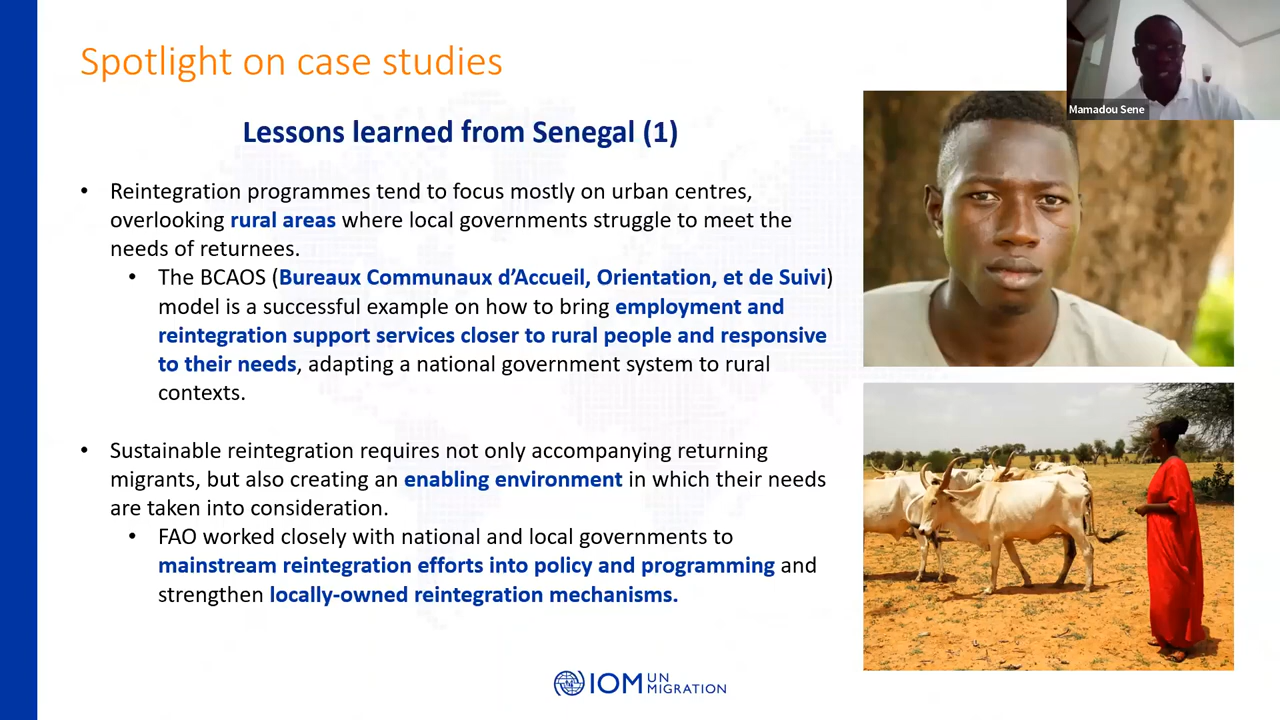 Spotlight on case studies
Mamadou Sene
Lessons learned from Senegal (1)
• Reintegration programmes tend to focus mostly on urban centres,
overlooking rural areas where local governments struggle to meet the
needs of returnees.
• The BCAOS (Bureaux Communaux d’Accueil, Orientation, et de Suivi)
model is a successful example on how to bring employment and
reintegration support services closer to rural people and responsive
to their needs, adapting a national government system to rural
contexts.
• Sustainable reintegration requires not only accompanying returning
migrants, but also creating an enabling environment in which their needs
are taken into consideration.
• FAO worked closely with national and local governments to
mainstream reintegration efforts into policy and programming and
strengthen locally-owned reintegration mechanisms.
IOM UN MIGRATION